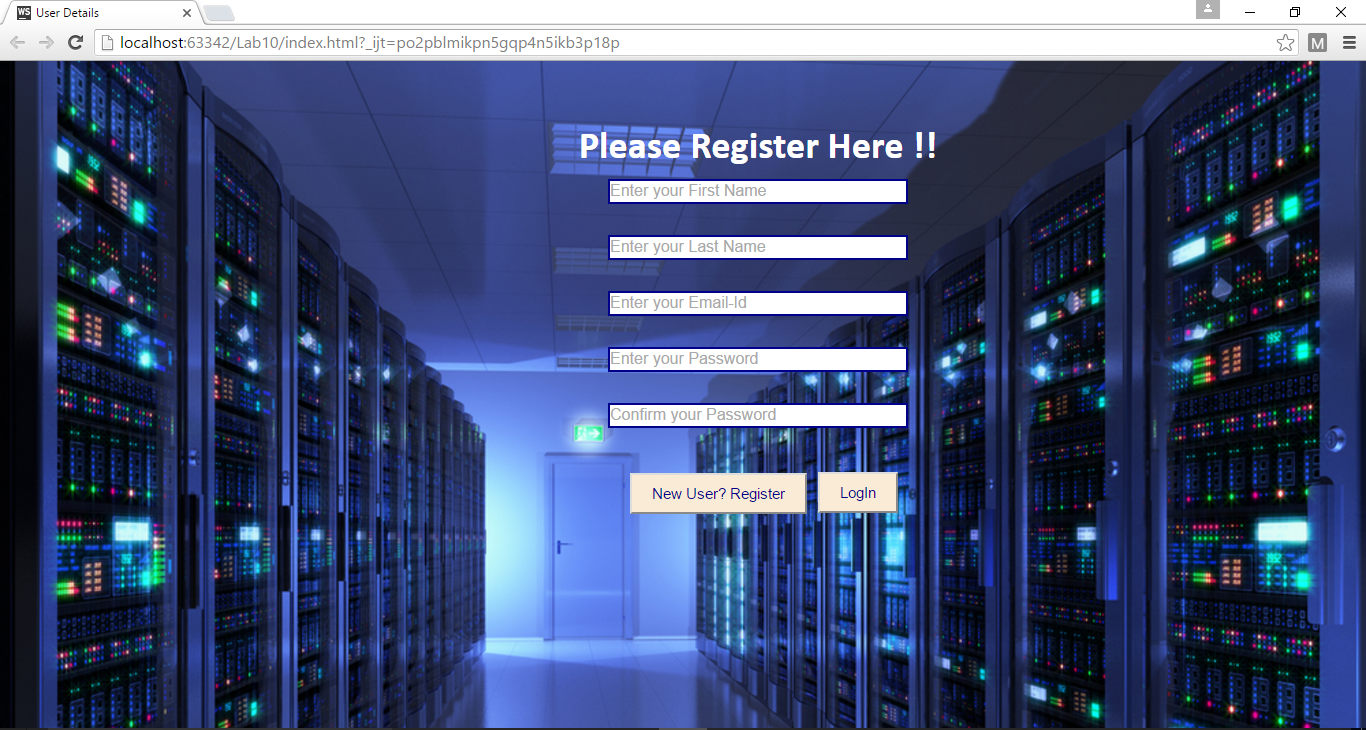 WS User Details
localhost:63342/Lab10/index.html?_ijt=po2pblmikpn5gqp4n5ikb3p18p
M
Please Register Here !!
Enter your First Name
Enter your Last Name
Enter your Email-Id
Enter your Password
Confirm your Password
New User? Register LogIn